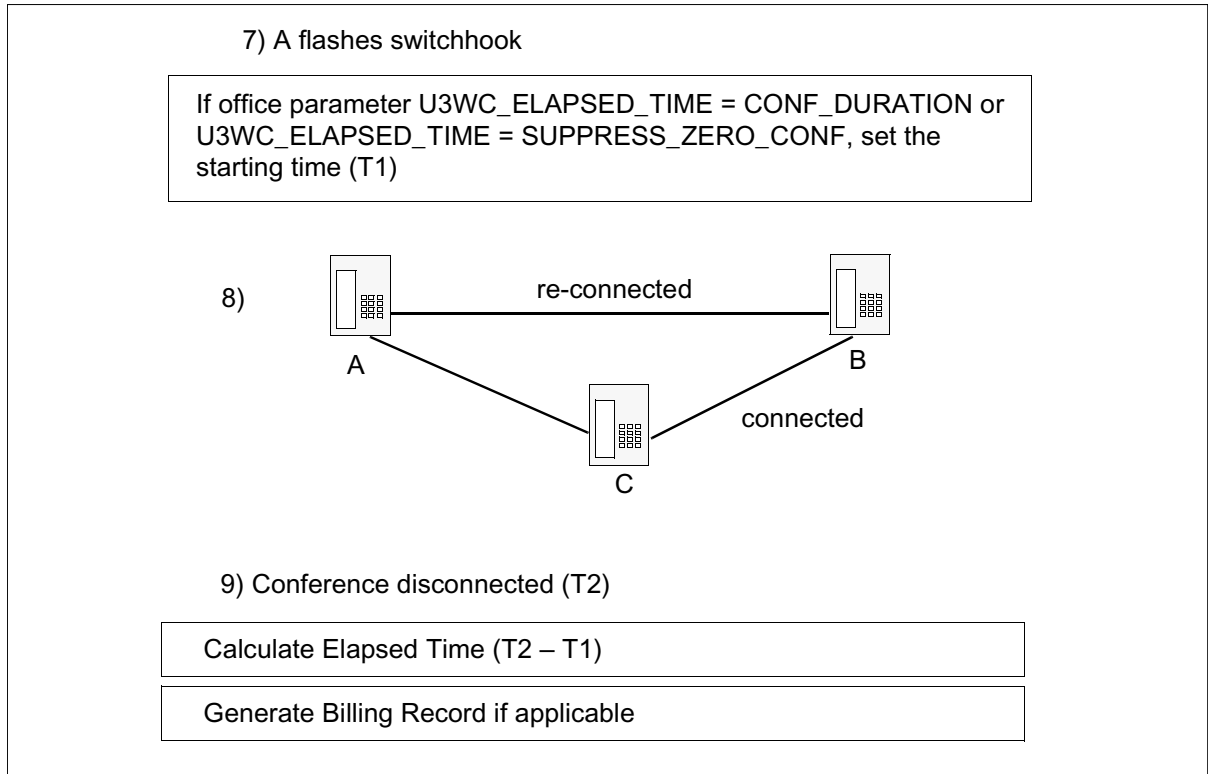 7) A flashes switchhook
If office parameter U3WC_ELAPSED_TIME = CONF_DURATION or
U3WC_ELAPSED_TIME = SUPPRESS_ZERO_CONF, set the
starting time (T1)
8)
re-connected
A
B
connected
C
9) Conference disconnected (T2)
Calculate Elapsed Time (T2 – T1)
Generate Billing Record if applicable